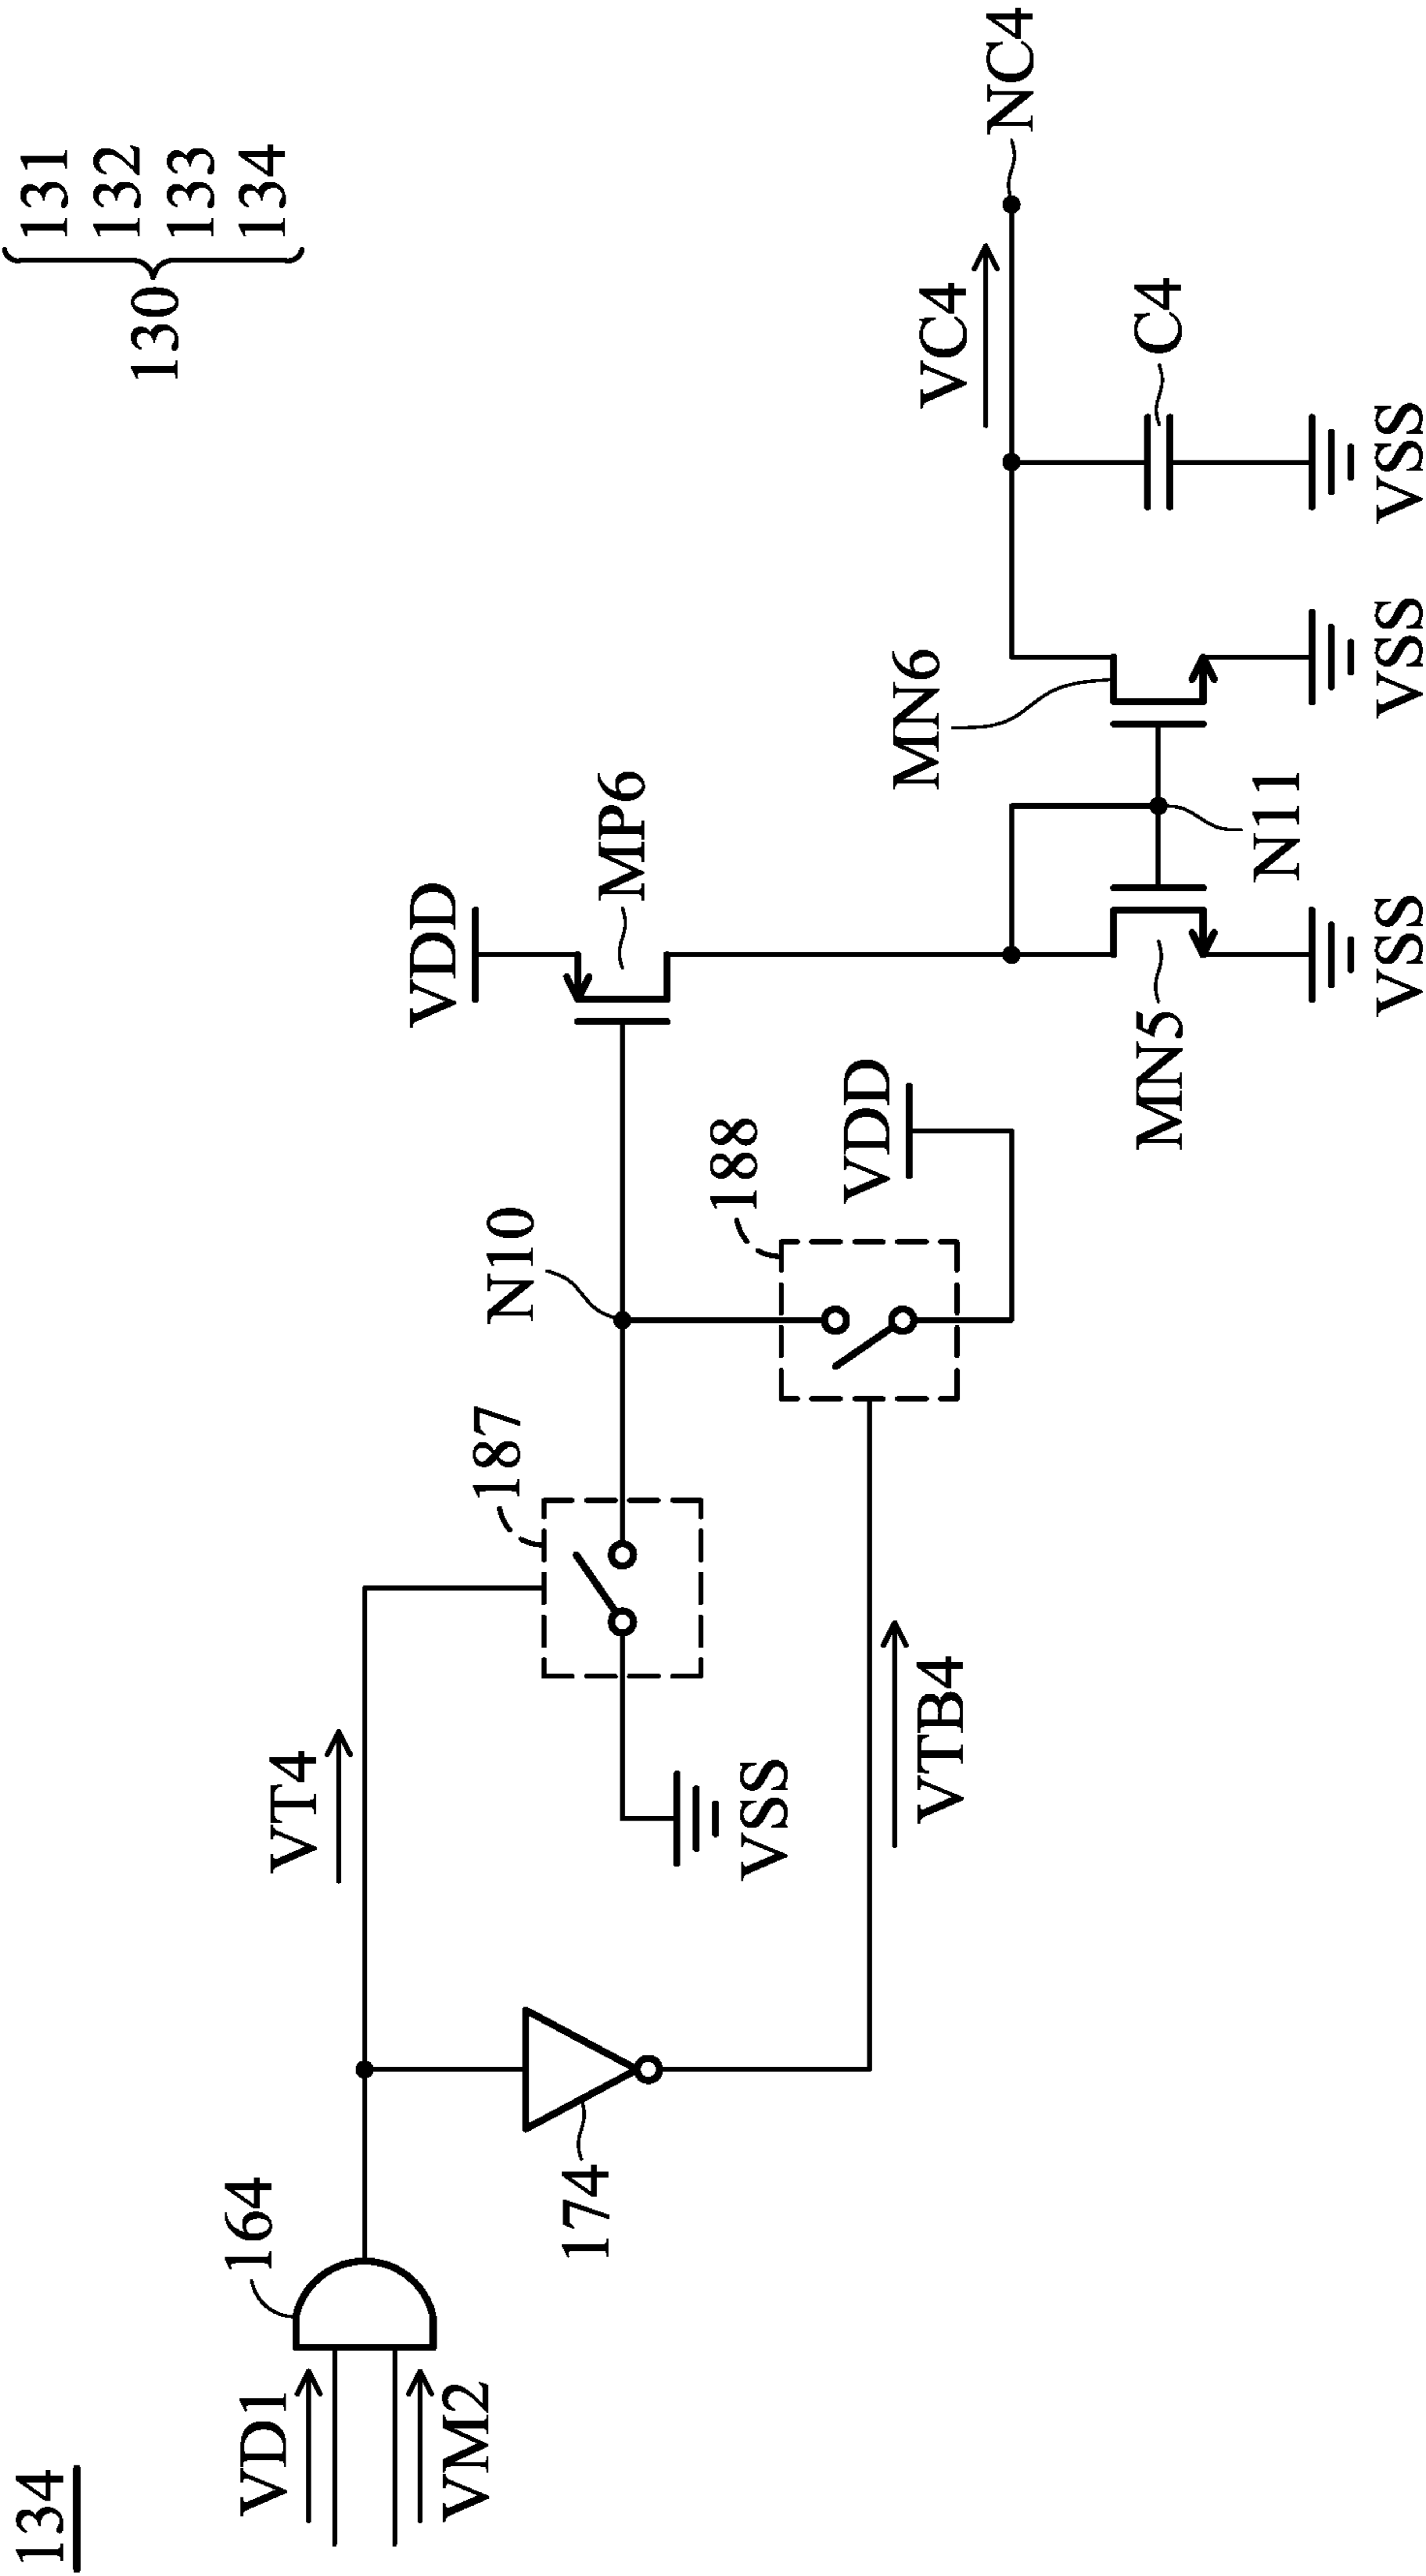 134
130
131
132
133
134
VD1
VM2
164
174
VT4
VTB4
187
VSS
N10
188
VDD
VDD
MP6
MN5
VSS
N11
MN6
VSS
VC4
C4
VSS
NC4